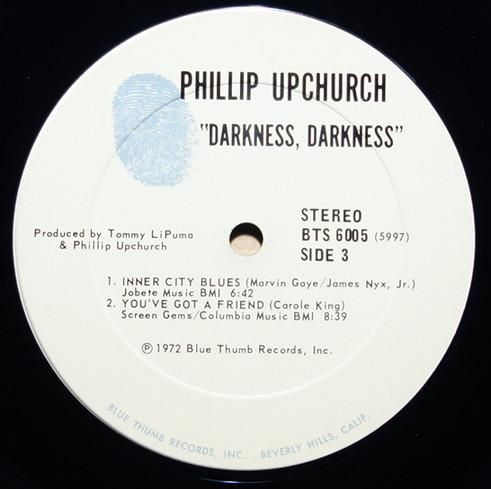 PHILLIP UPCHURCH
"DARKNESS, DARKNESS"
Produced by Tommy LiPuma
& Phillip Upchurch
STEREO
BTS 6005 (5997)
SIDE 3
1. INNER CITY BLUES (Marvin Gaye/James Nyx, Jr.)
Jobete Music BMI 6:42
2. YOU'VE GOT A FRIEND (Carole King)
Screen Gems/Columbia Music BMI 8:39
℗ 1972 Blue Thumb Records, Inc.
BLUE THUMB RECORDS, INC. - BEVERLY HILLS, CALIF.